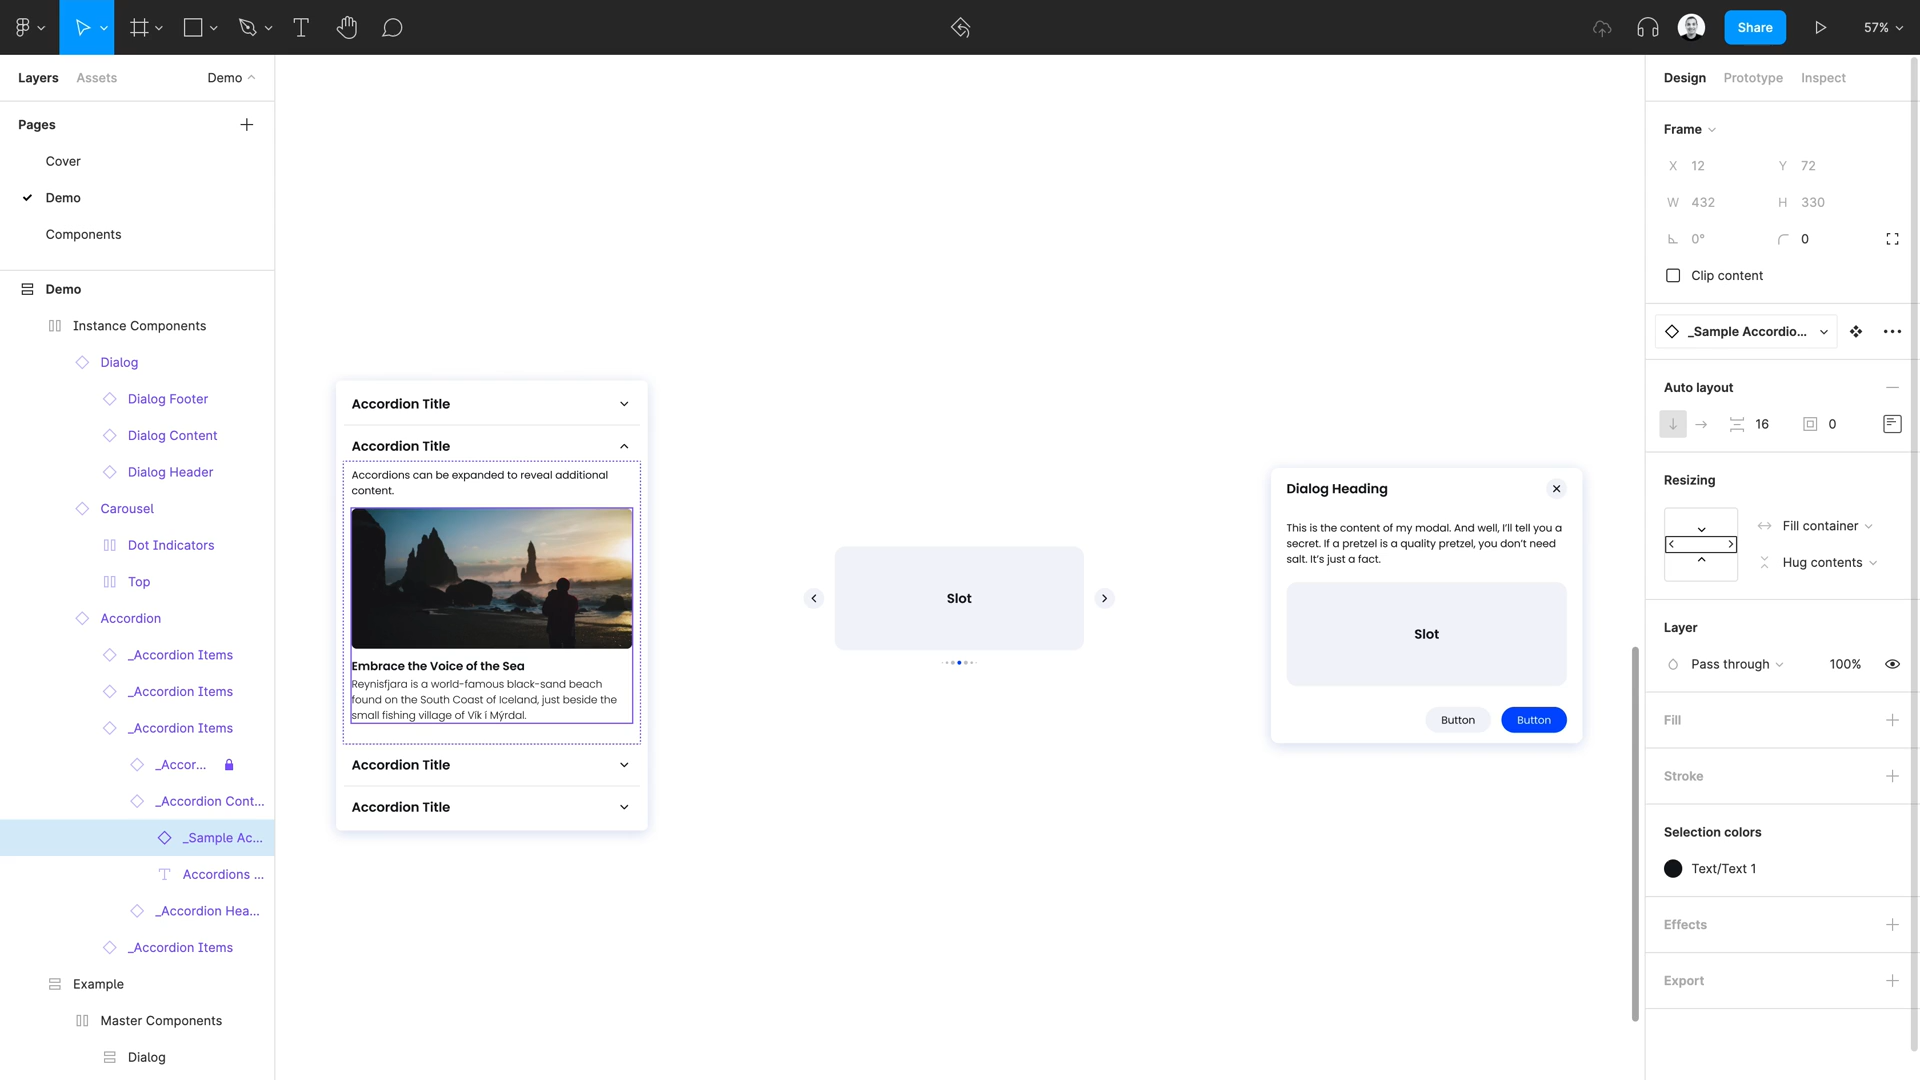 Share
57%
Layers
Assets
Demo
Pages
Cover
Demo
Components
Demo
Instance Components
Dialog
Dialog Footer
Dialog Content
Dialog Header
Carousel
Dot Indicators
Top
Accordion
_Accordion Items
_Accordion Items
_Accordion Items
_Accor...
_Accordion Cont...
_Sample Ac...
Accordions ...
_Accordion Hea...
_Accordion Items
Example
Master Components
Dialog
Accordion Title
Accordion Title
Accordions can be expanded to reveal additional
content.
Embrace the Voice of the Sea
Reynisfjara is a world-famous black-sand beach
found on the South Coast of Iceland, just beside the
small fishing village of Vík í Mýrdal.
Accordion Title
Accordion Title
Slot
Dialog Heading
This is the content of my modal. And well, I'll tell you a
secret. If a pretzel is a quality pretzel, you don't need
salt. It's just a fact.
Slot
Button
Button
Design
Prototype
Inspect
Frame
X 12
Y 72
W 432
H 330
0°
0
Clip content
_Sample Accordio...
Auto layout
16
0
Resizing
Fill container
Hug contents
Layer
Pass through
100%
Fill
Stroke
Selection colors
Text/Text 1
Effects
Export